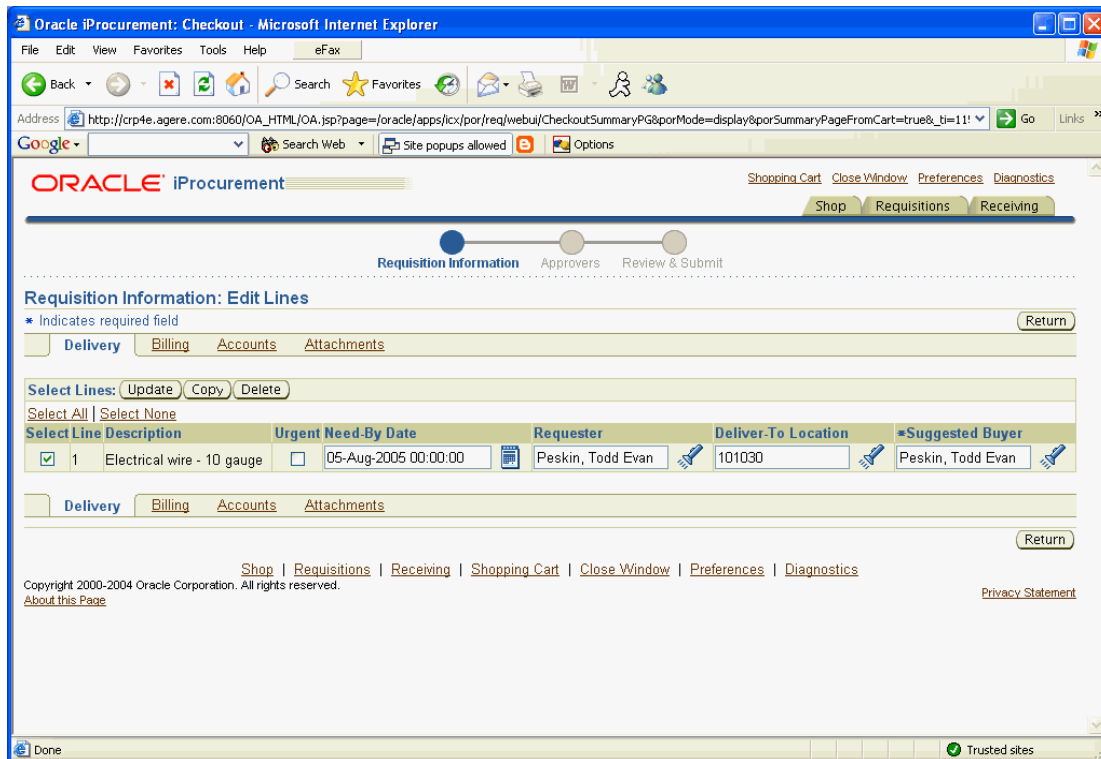 Oracle iProcurement: Checkout - Microsoft Internet Explorer
File Edit View Favorites Tools Help eFax
Back Search Favorites
Address http://crp4e.agere.com:8060/OA_HTML/OA.jsp?page=/oracle/apps/icx/por/req/webui/CheckoutSummaryPG&porMode=display&porSummaryPageFromCart=true&_ti=11 Go Links »
Google Search Web Site popups allowed Options
ORACLE iProcurement
Shopping Cart Close Window Preferences Diagnostics
Shop Requisitions Receiving
Requisition Information Approvers Review & Submit
Requisition Information: Edit Lines
* Indicates required field Return
Delivery Billing Accounts Attachments
Select Lines: Update Copy Delete
Select All | Select None
Select Line Description Urgent Need-By Date Requester Deliver-To Location *Suggested Buyer
1 Electrical wire - 10 gauge 05-Aug-2005 00:00:00 Peskin, Todd Evan 101030 Peskin, Todd Evan
Delivery Billing Accounts Attachments
Return
Shop | Requisitions | Receiving | Shopping Cart | Close Window | Preferences | Diagnostics
Copyright 2000-2004 Oracle Corporation. All rights reserved.
About this Page Privacy Statement
Done Trusted sites